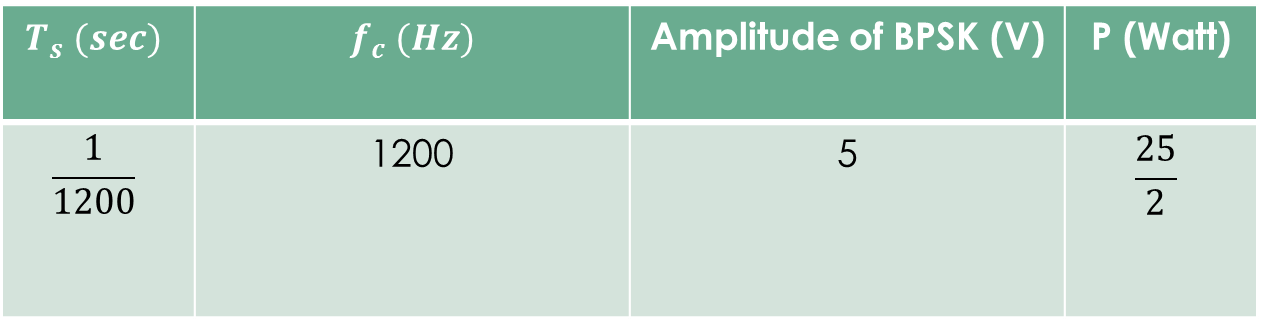 T_s (sec) f_c (Hz) Amplitude of BPSK (V) P (Watt)
1/1200 1200 5 25/2